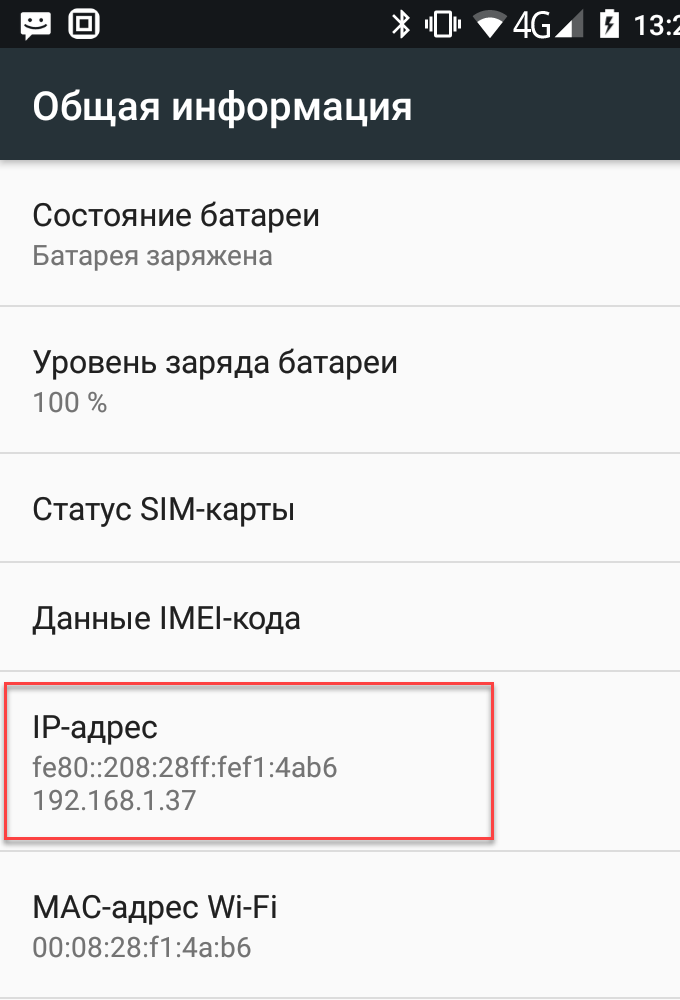 4G 13:2
Общая информация
Состояние батареи
Батарея заряжена
Уровень заряда батареи
100 %
Статус SIM-карты
Данные IMEI-кода
IP-адрес
fe80::208:28ff:fef1:4ab6
192.168.1.37
MAC-адрес Wi-Fi
00:08:28:f1:4a:b6